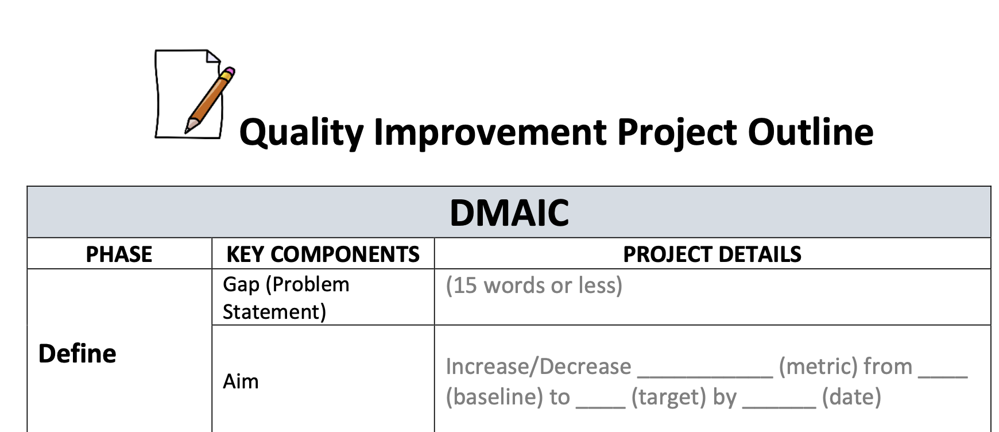 Quality Improvement Project Outline
DMAIC
PHASE KEY COMPONENTS PROJECT DETAILS
Define
Gap (Problem
Statement)
(15 words or less)
Aim
Increase/Decrease ___________ (metric) from ____
(baseline) to ____ (target) by ______ (date)